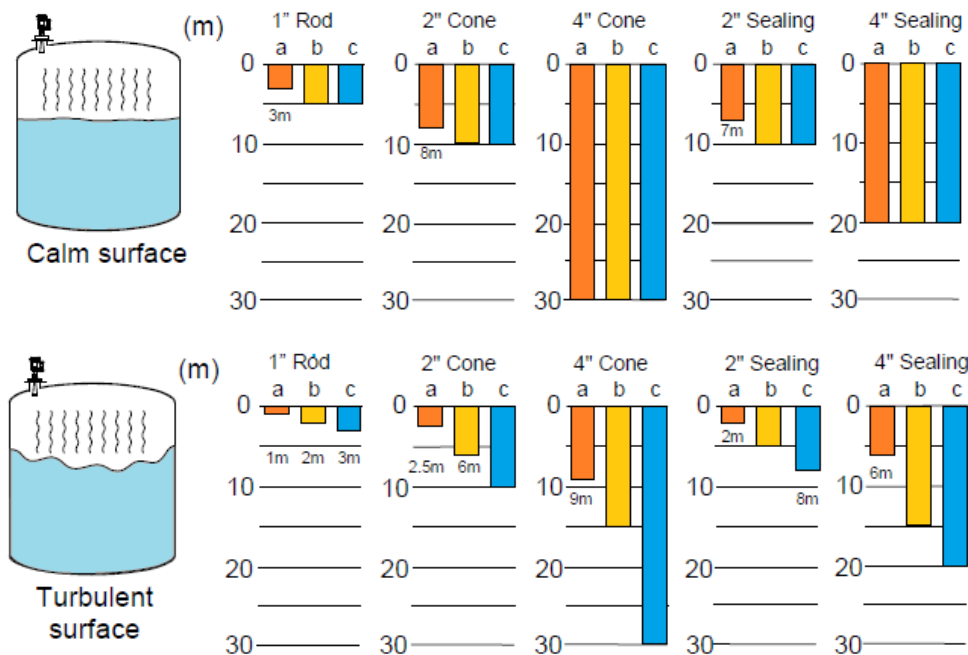 (m)
1" Rod
2" Cone
4" Cone
2" Sealing
4" Sealing
a b c
a b c
a b c
a b c
a b c
0
0
0
0
0
3m
8m
7m
10
10
10
10
10
20
20
20
20
20
30
30
30
30
30
Calm surface
(m)
1" Rod
2" Cone
4" Cone
2" Sealing
4" Sealing
a b c
a b c
a b c
a b c
a b c
0
0
0
0
0
1m 2m 3m
2.5m 6m
9m
2m
8m
6m
10
10
10
10
10
20
20
20
20
20
30
30
30
30
30
Turbulent
surface